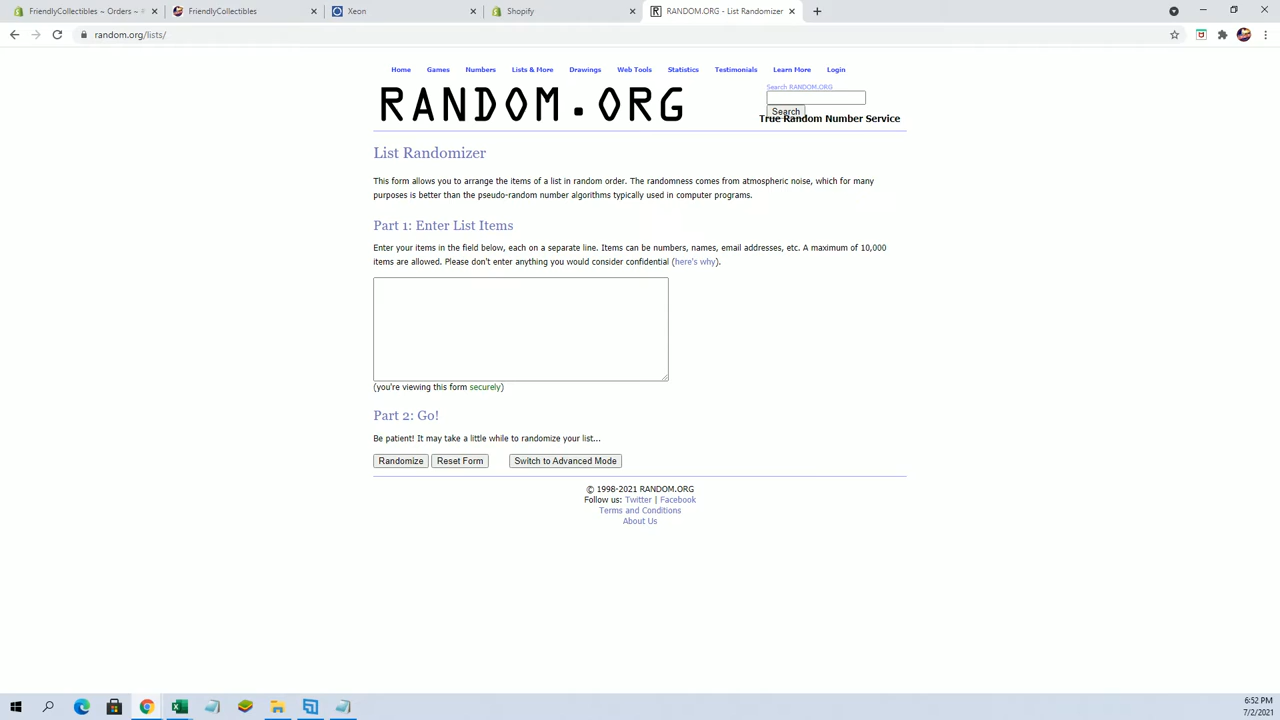 FriendlyCollectibles ~ Orders ~
FriendlyCollectibles
Xeon
Shopify
RANDOM.ORG - List Randomizer
random.org/lists/
Home Games Numbers Lists & More Drawings Web Tools Statistics Testimonials Learn More Login
RANDOM.ORG
Search RANDOM.ORG
Search
True Random Number Service
List Randomizer
This form allows you to arrange the items of a list in random order. The randomness comes from atmospheric noise, which for many
purposes is better than the pseudo-random number algorithms typically used in computer programs.
Part 1: Enter List Items
Enter your items in the field below, each on a separate line. Items can be numbers, names, email addresses, etc. A maximum of 10,000
items are allowed. Please don't enter anything you would consider confidential (here's why).
(you're viewing this form securely)
Part 2: Go!
Be patient! It may take a little while to randomize your list...
Randomize Reset Form Switch to Advanced Mode
© 1998-2021 RANDOM.ORG
Follow us: Twitter | Facebook
Terms and Conditions
About Us
6:52 PM
7/2/2021